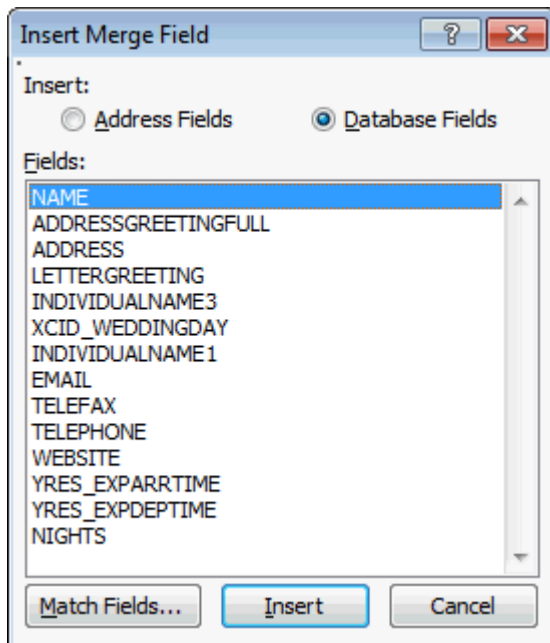 Insert Merge Field
Insert:
Address Fields Database Fields
Fields:
NAME
ADDRESSGREETINGFULL
ADDRESS
LETTERGREETING
INDIVIDUALNAME3
XCID_WEDDINGDAY
INDIVIDUALNAME1
EMAIL
TELEFAX
TELEPHONE
WEBSITE
YRES_EXPARRTIME
YRES_EXPDEPTIME
NIGHTS
Match Fields... Insert Cancel